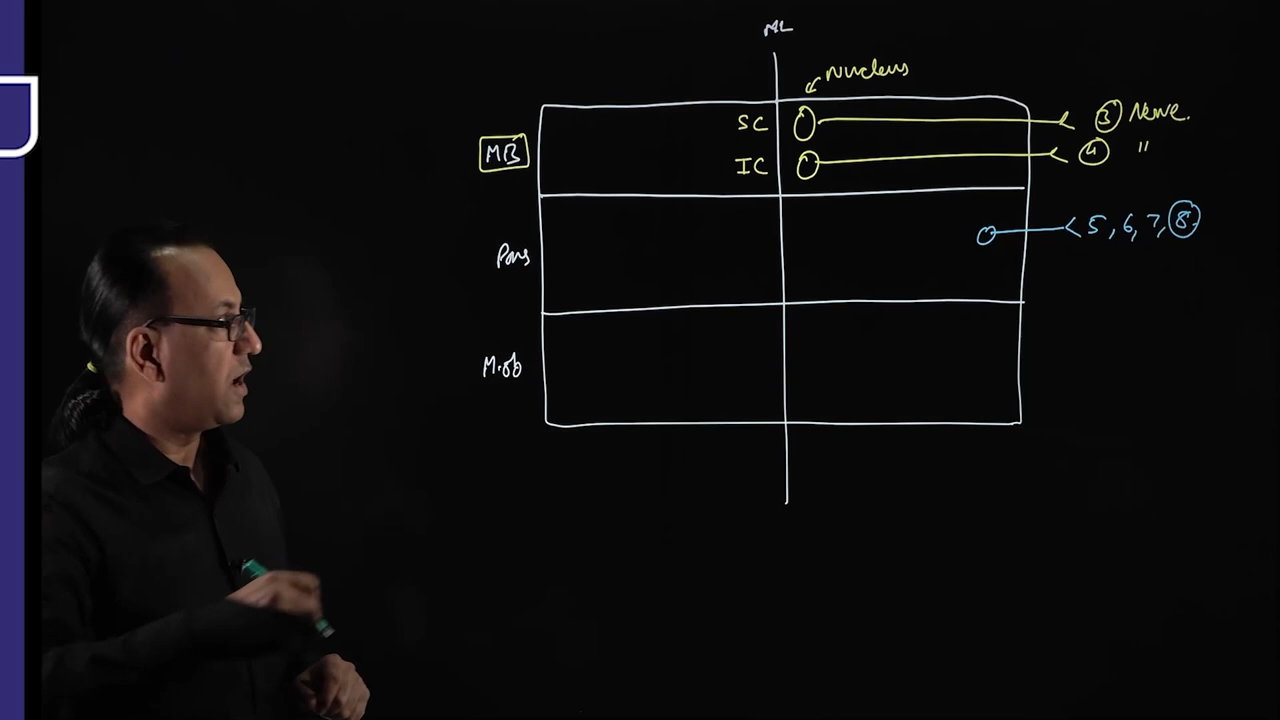 ML
Nucleus
SC
3 Nerve.
MB
IC
4 "
5, 6, 7, 8
Pons
M.ob